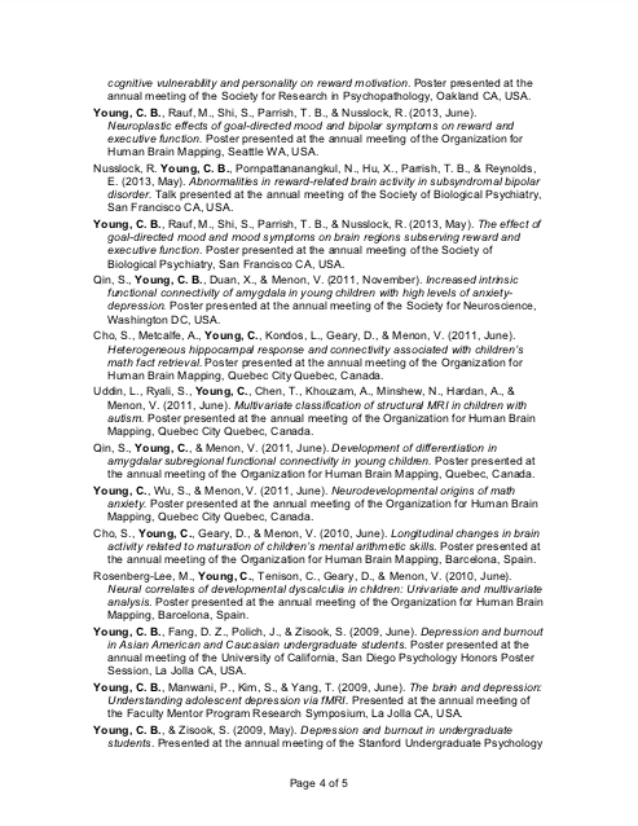 cognitive vulnerability and personality on reward motivation. Poster presented at the
annual meeting of the Society for Research in Psychopathology, Oakland CA, USA.
Young, C. B., Rauf, M., Shi, S., Parrish, T. B., & Nusslock, R. (2013, June).
Neuroplastic effects of goal-directed mood and bipolar symptoms on reward and
executive function. Poster presented at the annual meeting of the Organization for
Human Brain Mapping, Seattle WA, USA.
Nusslock, R. Young, C. B., Pornpattananangkul, N., Hu, X., Parrish, T. B., & Reynolds,
E. (2013, May). Abnormalities in reward-related brain activity in subsyndromal bipolar
disorder. Talk presented at the annual meeting of the Society of Biological Psychiatry,
San Francisco CA, USA.
Young, C. B., Rauf, M., Shi, S., Parrish, T. B., & Nusslock, R. (2013, May). The effect of
goal-directed mood and mood symptoms on brain regions subserving reward and
executive function. Poster presented at the annual meeting of the Society of
Biological Psychiatry, San Francisco CA, USA.
Qin, S., Young, C. B., Duan, X., & Menon, V. (2011, November). Increased intrinsic
functional connectivity of amygdala in young children with high levels of anxiety-
depression. Poster presented at the annual meeting of the Society for Neuroscience,
Washington DC, USA.
Cho, S., Metcalfe, A., Young, C., Kondos, L., Geary, D., & Menon, V. (2011, June).
Heterogeneous hippocampal response and connectivity associated with children's
math fact retrieval. Poster presented at the annual meeting of the Organization for
Human Brain Mapping, Quebec City Quebec, Canada.
Uddin, L., Ryali, S., Young, C., Chen, T., Khouzam, A., Minshew, N., Hardan, A., &
Menon, V. (2011, June). Multivariate classification of structural MRI in children with
autism. Poster presented at the annual meeting of the Organization for Human Brain
Mapping, Quebec City Quebec, Canada.
Qin, S., Young, C., & Menon, V. (2011, June). Development of differentiation in
amygdalar subregional functional connectivity in young children. Poster presented at
the annual meeting of the Organization for Human Brain Mapping, Quebec, Canada.
Young, C., Wu, S., & Menon, V. (2011, June). Neurodevelopmental origins of math
anxiety. Poster presented at the annual meeting of the Organization for Human Brain
Mapping, Quebec City Quebec, Canada.
Cho, S., Young, C., Geary, D., & Menon, V. (2010, June). Longitudinal changes in brain
activity related to maturation of children's mental arithmetic skills. Poster presented at
the annual meeting of the Organization for Human Brain Mapping, Barcelona, Spain.
Rosenberg-Lee, M., Young, C., Tenison, C., Geary, D., & Menon, V. (2010, June).
Neural correlates of developmental dyscalculia in children: Univariate and multivariate
analysis. Poster presented at the annual meeting of the Organization for Human Brain
Mapping, Barcelona, Spain.
Young, C. B., Fang, D. Z., Polich, J., & Zisook, S. (2009, June). Depression and burnout
in Asian American and Caucasian undergraduate students. Poster presented at the
annual meeting of the University of California, San Diego Psychology Honors Poster
Session, La Jolla CA, USA.
Young, C. B., Manwani, P., Kim, S., & Yang, T. (2009, June). The brain and depression:
Understanding adolescent depression via fMRI. Presented at the annual meeting of
the Faculty Mentor Program Research Symposium, La Jolla CA, USA.
Young, C. B., & Zisook, S. (2009, May). Depression and burnout in undergraduate
students. Presented at the annual meeting of the Stanford Undergraduate Psychology
Page 4 of 5